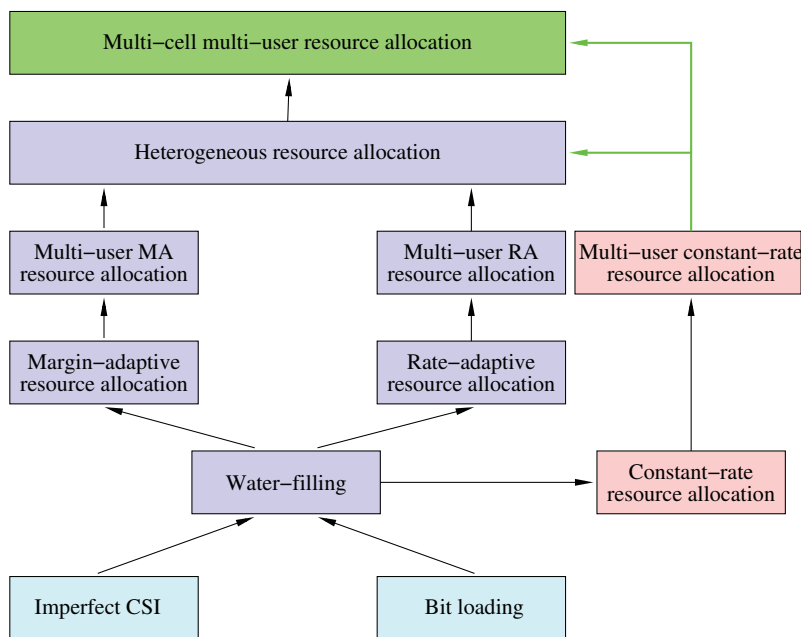 Multi−cell multi−user resource allocation
Heterogeneous resource allocation
Multi−user MA
resource allocation
Multi−user RA
resource allocation
Multi−user constant−rate
resource allocation
Margin−adaptive
resource allocation
Rate−adaptive
resource allocation
Water−filling
Constant−rate
resource allocation
Imperfect CSI
Bit loading